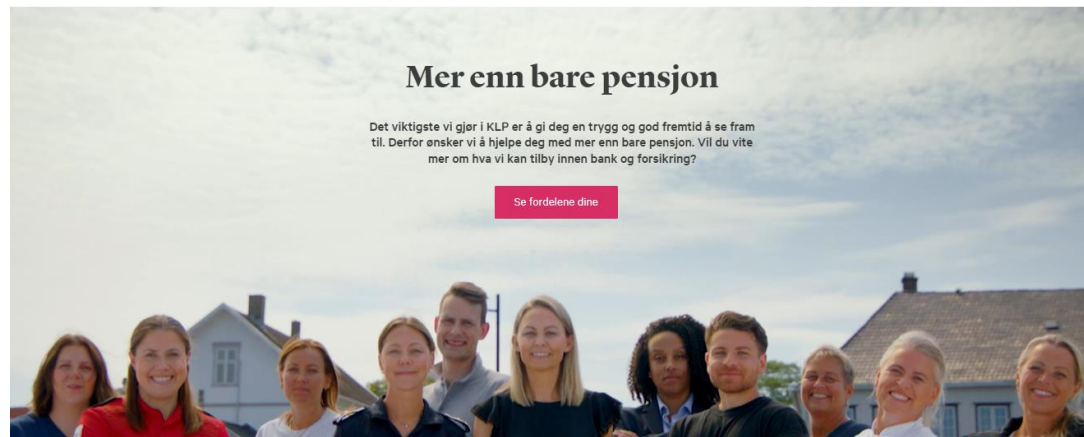 Mer enn bare pensjon
Det viktigste vi gjør i KLP er å gi deg en trygg og god fremtid å se fram
til. Derfor ønsker vi å hjelpe deg med mer enn bare pensjon. Vil du vite
mer om hva vi kan tilby innen bank og forsikring?
Se fordelene dine